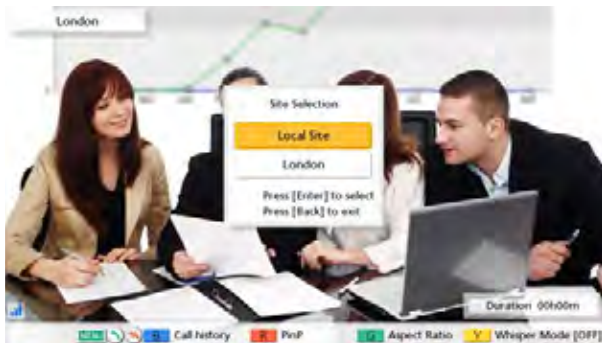 London
Site Selection
Local Site
London
Press [Enter] to select
Press [Back] to exit
Duration 00h00m
MENU B Call history R PinP G Aspect Ratio Y Whisper Mode [OFF]